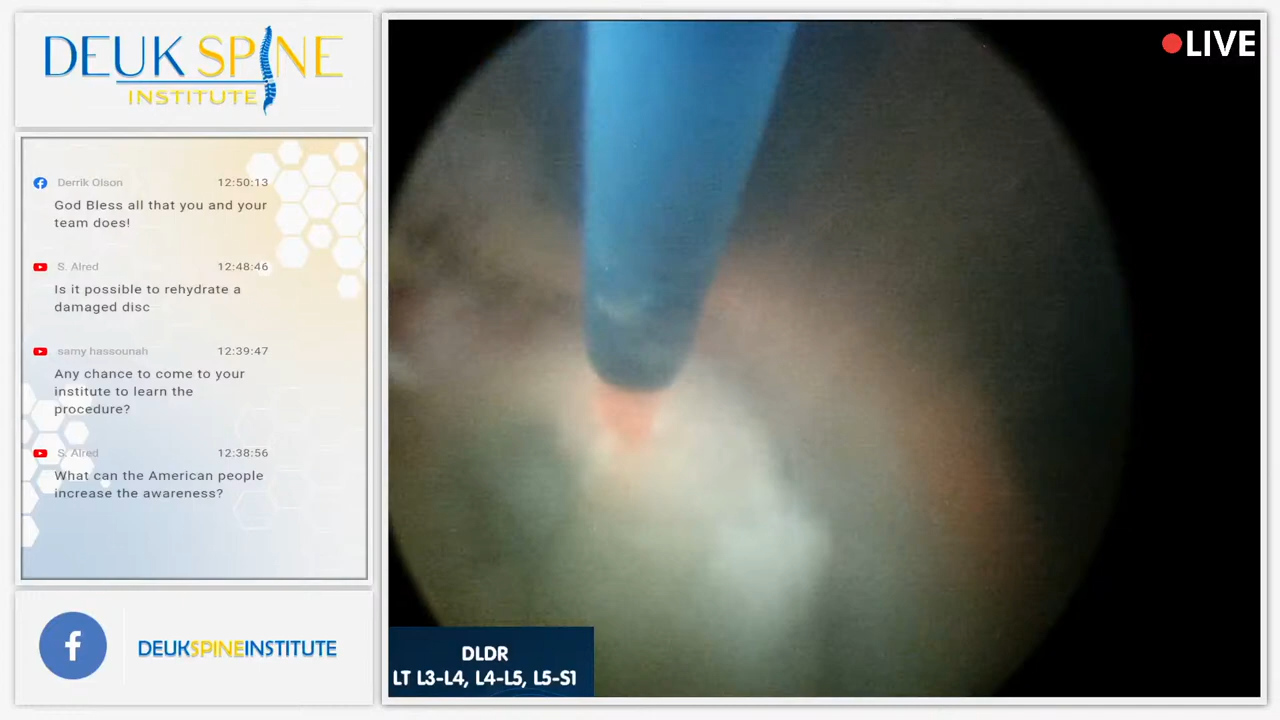 DEUK SPINE
INSTITUTE
Derrik Olson 12:50:13
God Bless all that you and your
team does!
S. Alred 12:48:46
Is it possible to rehydrate a
damaged disc
samy hassounah 12:39:47
Any chance to come to your
institute to learn the
procedure?
S. Alred 12:38:56
What can the American people
increase the awareness?
f DEUKSPINEINSTITUTE
LIVE
DLDR
LT L3-L4, L4-L5, L5-S1